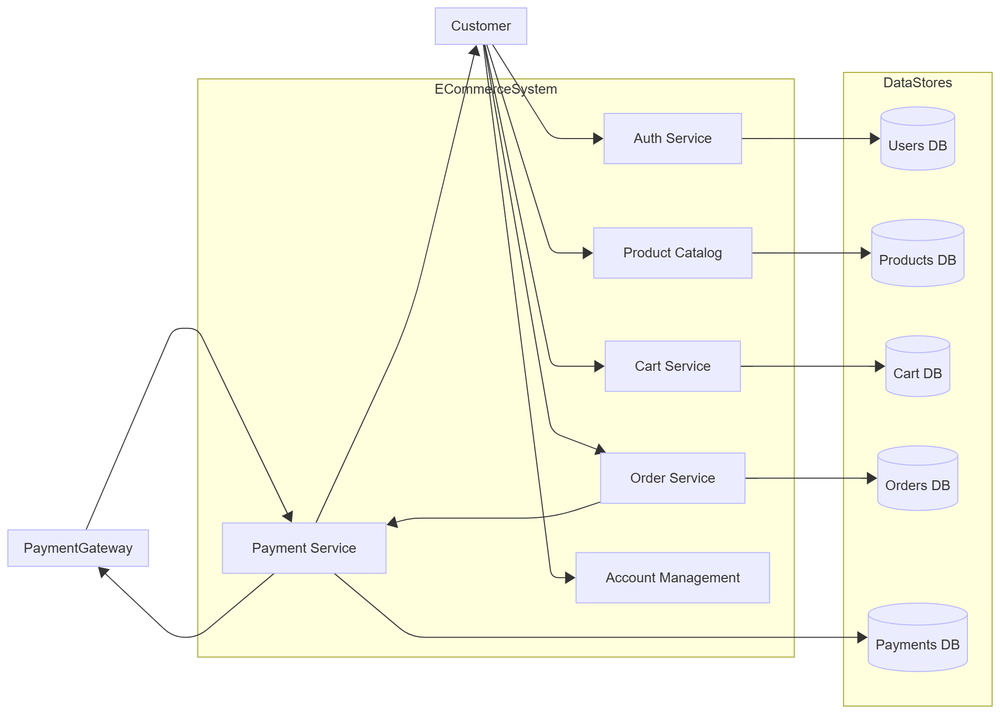 Customer
ECommerceSystem
DataStores
Auth Service
Users DB
Product Catalog
Products DB
Cart Service
Cart DB
Order Service
Orders DB
PaymentGateway
Payment Service
Account Management
Payments DB